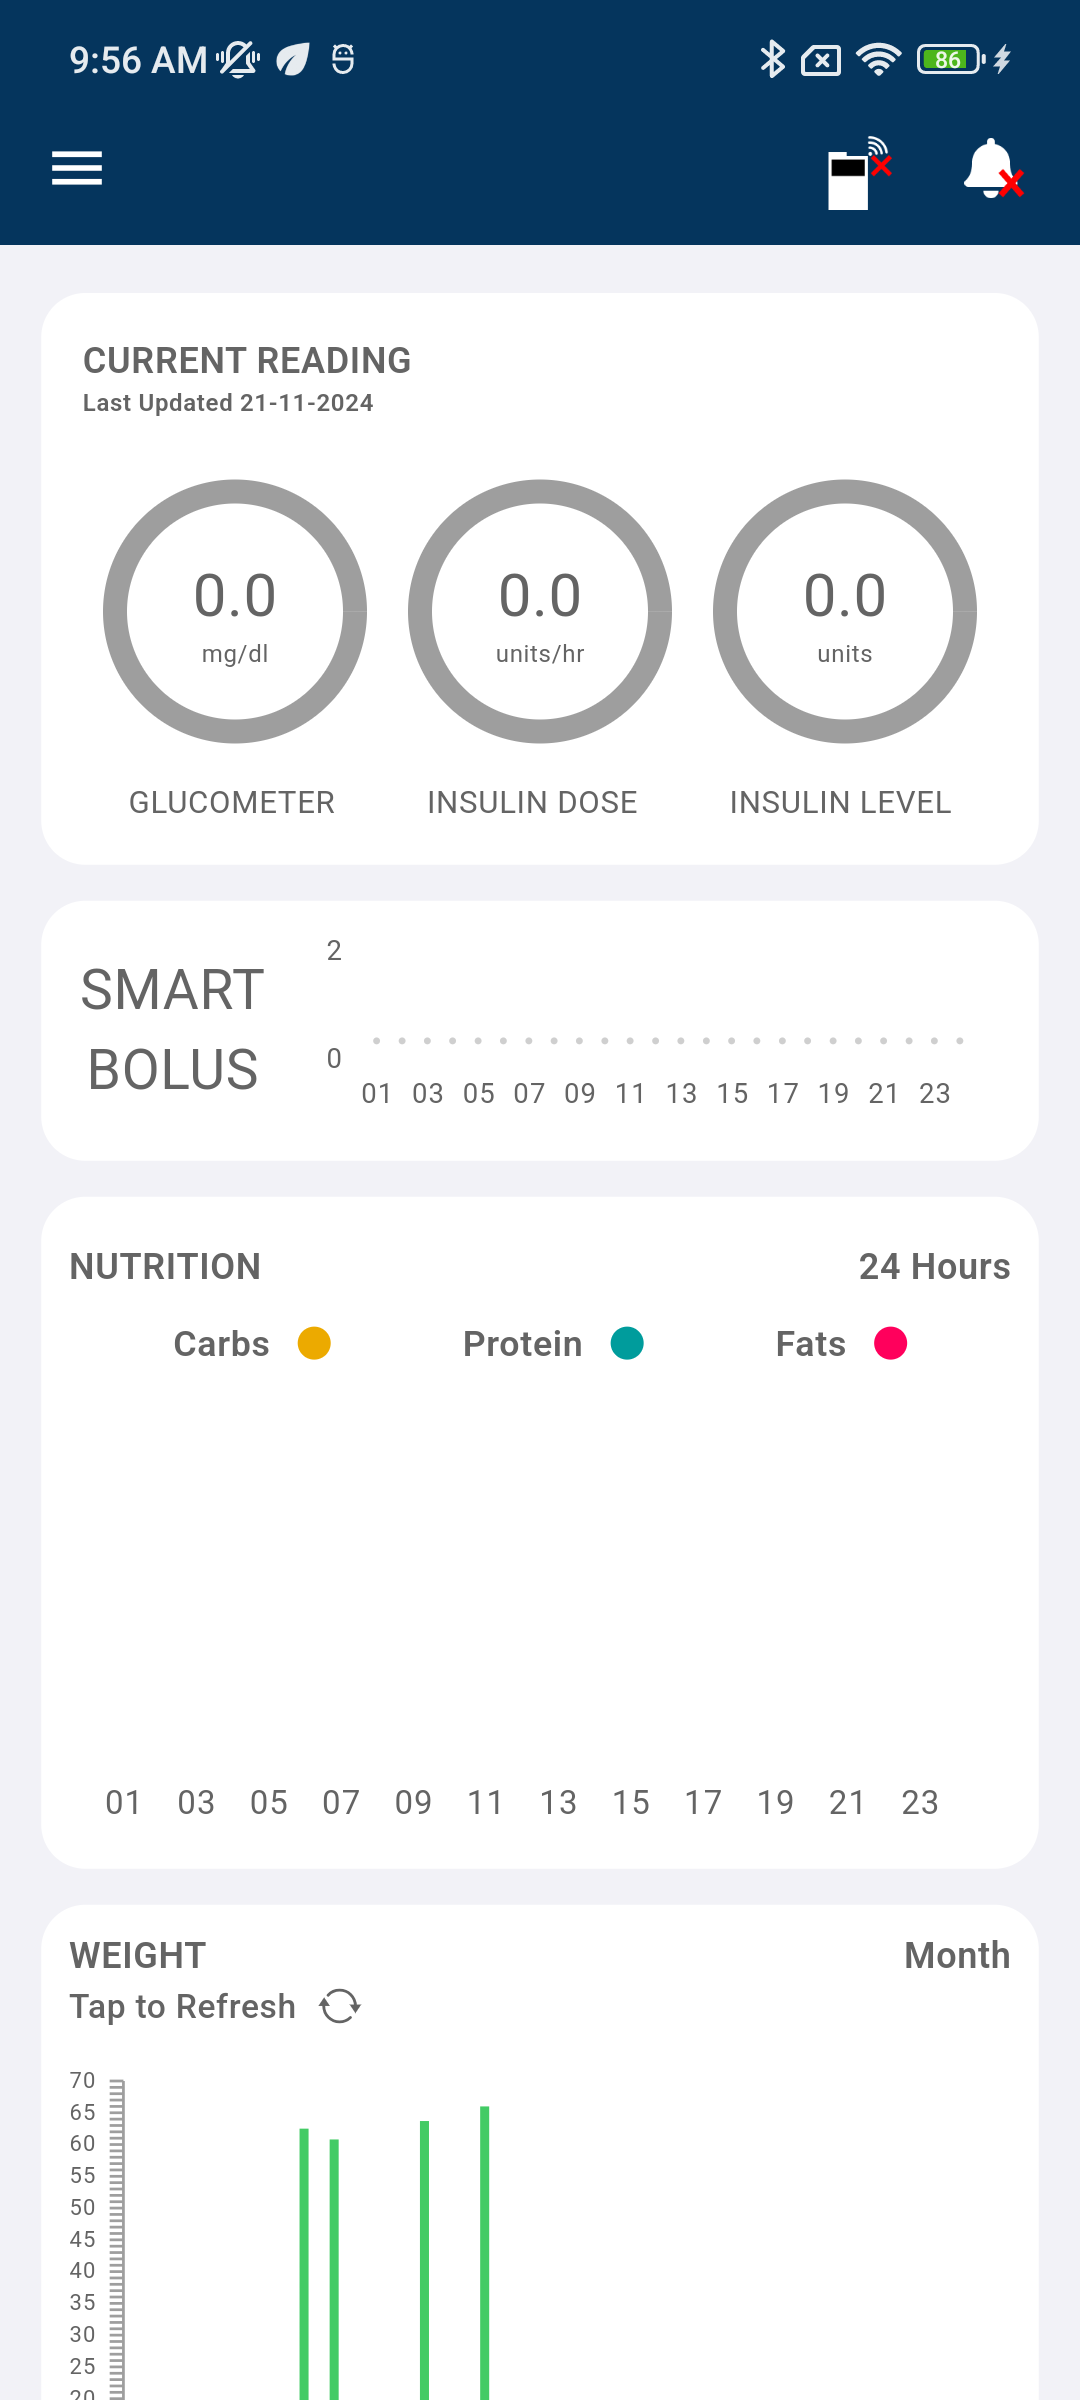 9:56 AM
86
CURRENT READING
Last Updated 21-11-2024
0.0 0.0 0.0
mg/dl units/hr units
GLUCOMETER INSULIN DOSE INSULIN LEVEL
SMART
BOLUS
2
0
01 03 05 07 09 11 13 15 17 19 21 23
NUTRITION 24 Hours
Carbs Protein Fats
01 03 05 07 09 11 13 15 17 19 21 23
WEIGHT Month
Tap to Refresh
70
65
60
55
50
45
40
35
30
25
20